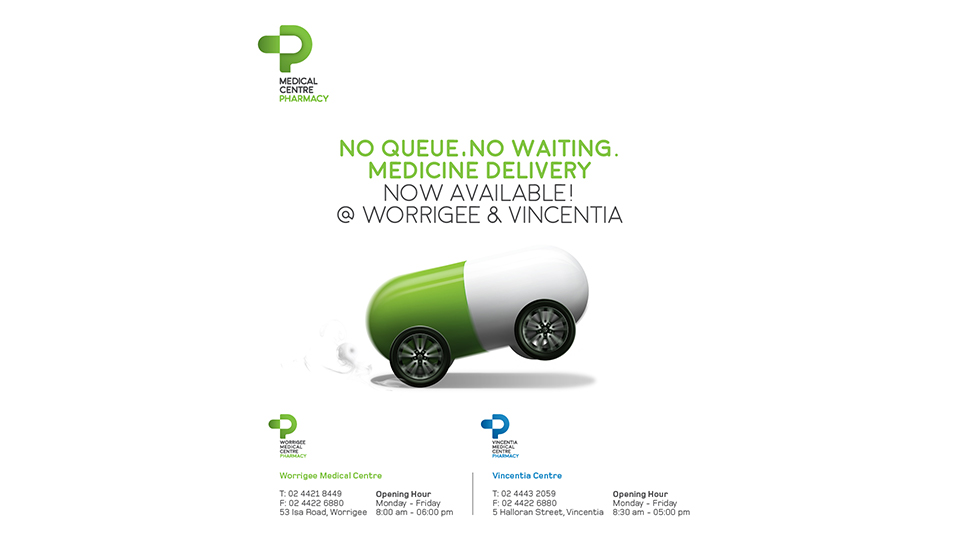 MEDICAL
CENTRE
PHARMACY
NO QUEUE. NO WAITING.
MEDICINE DELIVERY
NOW AVAILABLE!
@ WORRIGEE & VINCENTIA
WORRIGEE
MEDICAL
CENTRE
PHARMACY
Worrigee Medical Centre
T: 02 4421 8449
F: 02 4422 6880
53 Isa Road, Worrigee
Opening Hour
Monday - Friday
8:00 am - 06:00 pm
VINCENTIA
MEDICAL
CENTRE
PHARMACY
Vincentia Centre
T: 02 4443 2059
F: 02 4422 6880
5 Halloran Street, Vincentia
Opening Hour
Monday - Friday
8:30 am - 05:00 pm